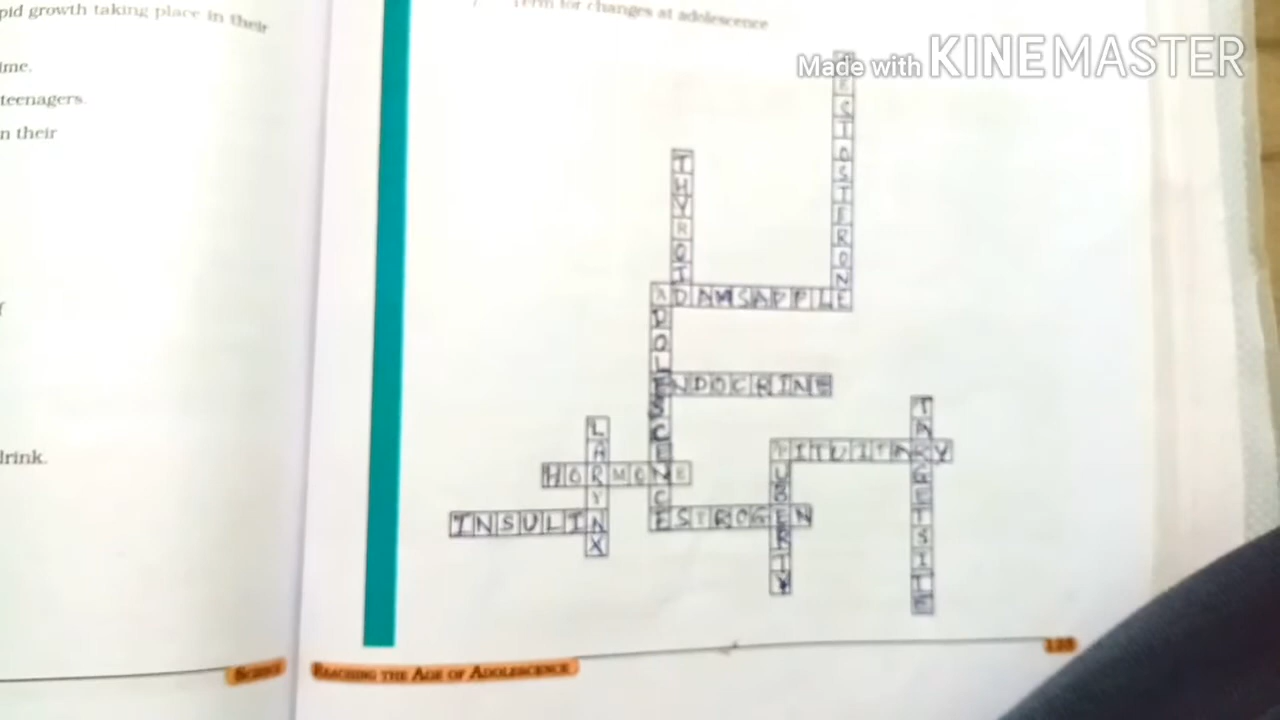 pid growth taking place in their
ime.
teenagers.
n their
drink.
SCIENCE
Term for changes at adolescence
Made with KINEMASTER
TESTOSTERONE
THYROID
ADAMSAPPLE
ADOLESCENCE
ENDOCRINE
TARGETSITE
LARYNX
PITUITARY
HORMONE
PUBERTY
INSULIN
ESTROGEN
REACHING THE AGE OF ADOLESCENCE